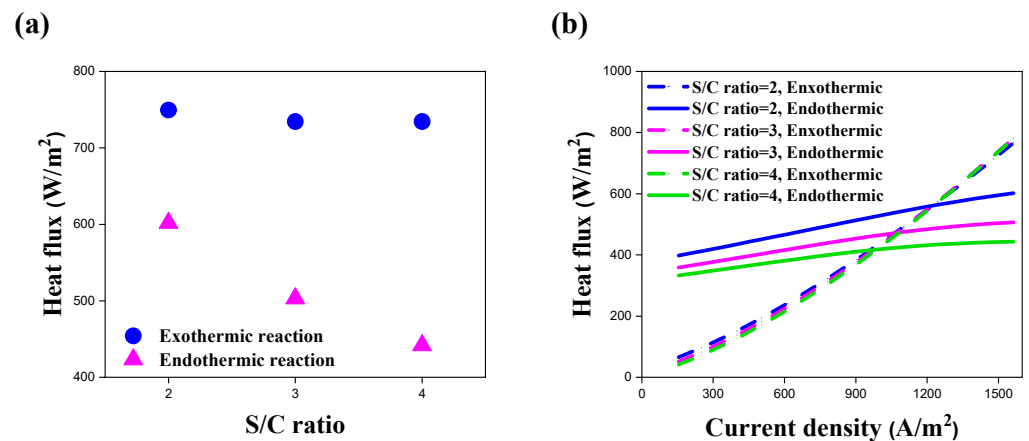 (a)
800
700
600
500
400
2
3
4
Heat flux (W/m²)
S/C ratio
Exothermic reaction
Endothermic reaction
(b)
1000
800
600
400
200
0
0
300
600
900
1200
1500
Heat flux (W/m²)
Current density (A/m²)
S/C ratio=2, Enxothermic
S/C ratio=2, Endothermic
S/C ratio=3, Enxothermic
S/C ratio=3, Endothermic
S/C ratio=4, Enxothermic
S/C ratio=4, Endothermic